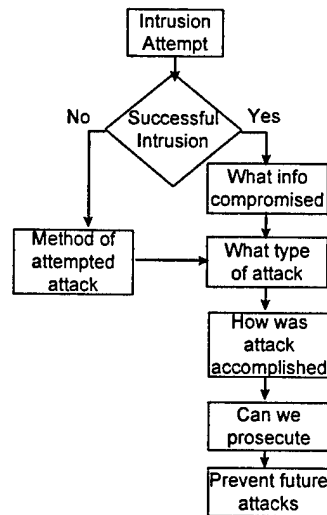 Intrusion
Attempt
No
Successful
Intrusion
Yes
What info
compromised
Method of
attempted
attack
What type
of attack
How was
attack
accomplished
Can we
prosecute
Prevent future
attacks